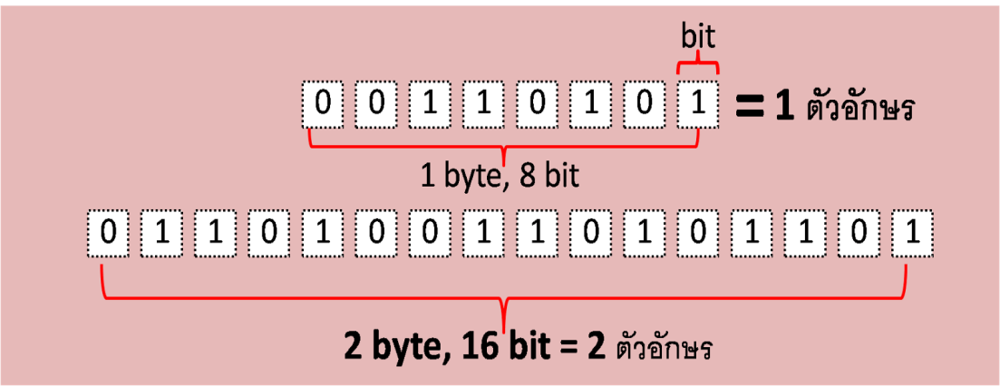 bit
0 0 1 1 0 1 0 1 = 1 ตัวอักษร
1 byte, 8 bit
0 1 1 0 1 0 0 1 1 0 1 0 1 1 0 1
2 byte, 16 bit = 2 ตัวอักษร